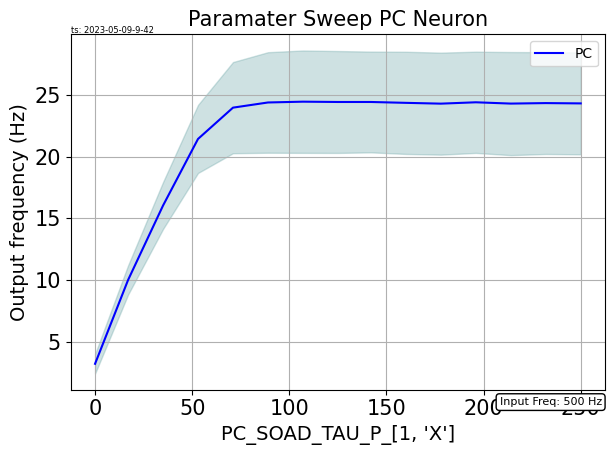 Paramater Sweep PC Neuron
ts: 2023-05-09-9-42
PC
Output frequency (Hz)
25
20
15
10
5
0 50 100 150 200 250
Input Freq: 500 Hz
PC_SOAD_TAU_P_[1, 'X']